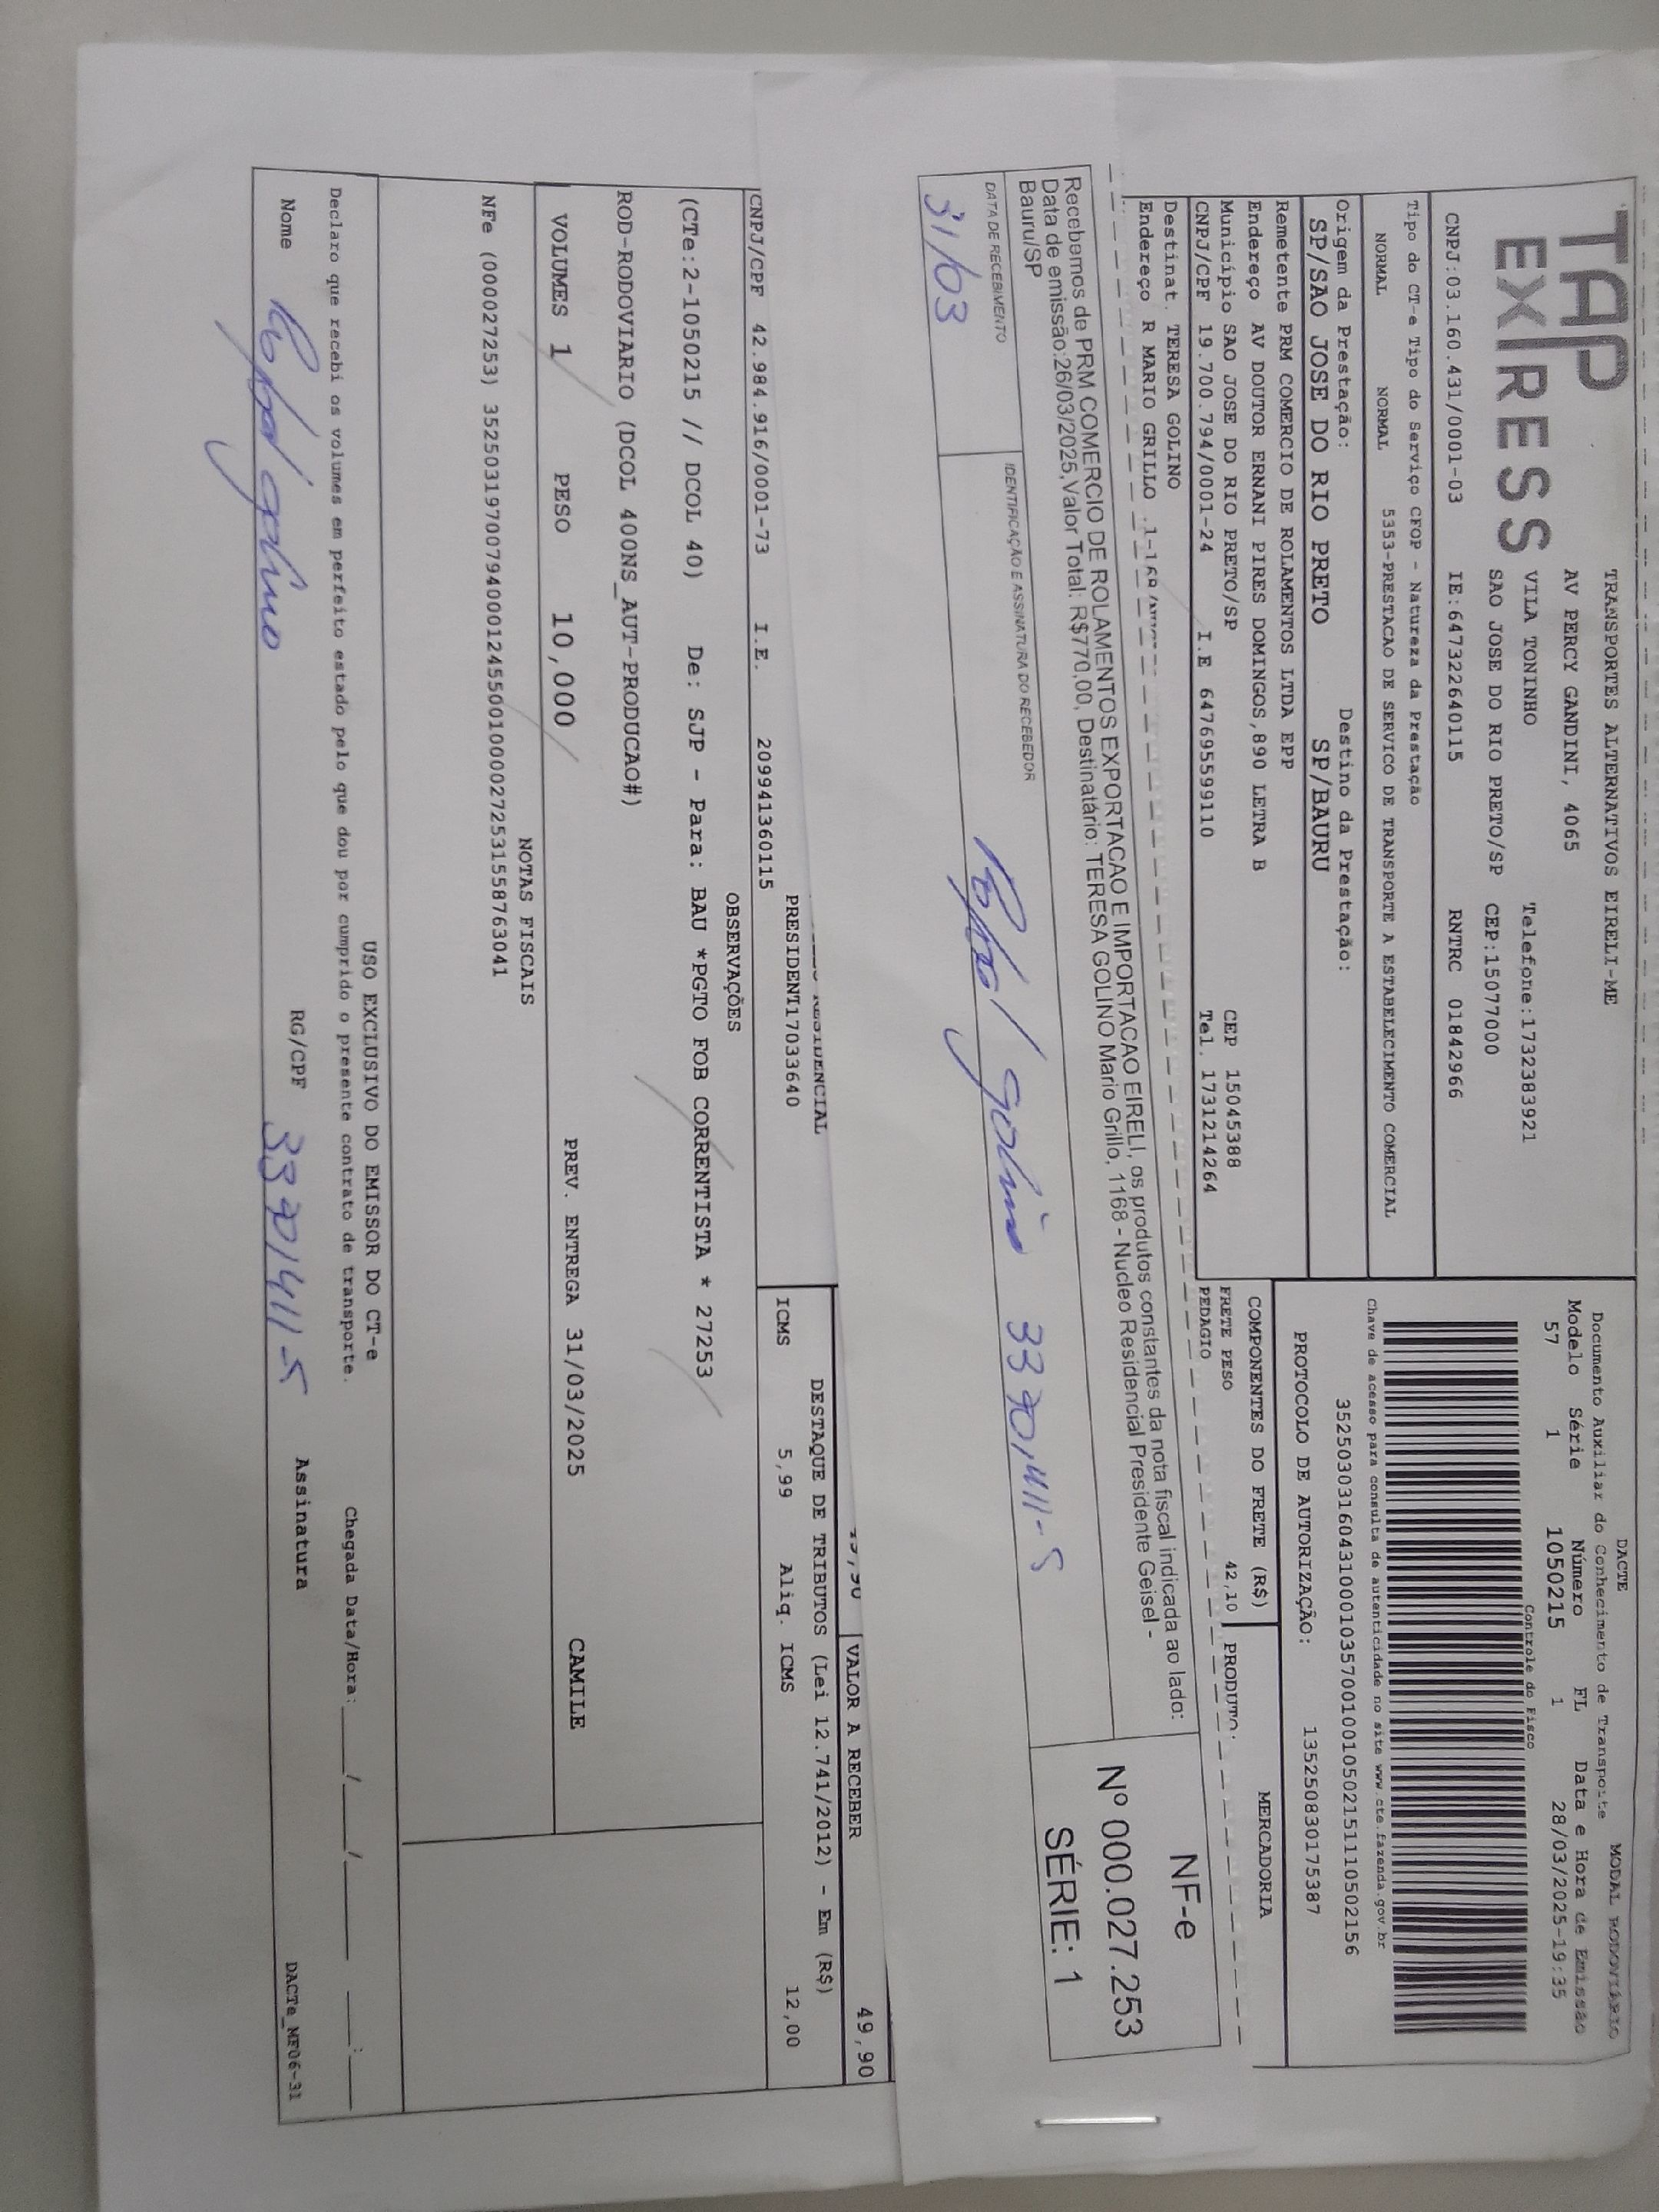 TAP
EXPRESS
TRANSPORTES ALTERNATIVOS EIRELI-ME
AV PERCY GANDINI, 4065
VILA TONINHO Telefone:1732383921
SAO JOSE DO RIO PRETO/SP CEP:15077000
CNPJ:03.160.431/0001-03 IE:647322640115 RNTRC 01842966
DACTE MODAL RODOVIÁRIO
Documento Auxiliar do Conhecimento de Transporte
Modelo Série Número FL Data e Hora de Emissão
57 1 1050215 1 28/03/2025-19:35
Controle do Fisco
Chave de acesso para consulta de autenticidade no site www.cte.fazenda.gov.br
35250303160431000103570010010502151110502156
PROTOCOLO DE AUTORIZAÇÃO: 135250830175387
Tipo do CT-e Tipo do Serviço CFOP - Natureza da Prestação
NORMAL NORMAL 5353-PRESTACAO DE SERVICO DE TRANSPORTE A ESTABELECIMENTO COMERCIAL
Origem da Prestação: Destino da Prestação:
SP/SAO JOSE DO RIO PRETO SP/BAURU
Remetente PRM COMERCIO DE ROLAMENTOS LTDA EPP
Endereço AV DOUTOR ERNANI PIRES DOMINGOS,890 LETRA B
Município SAO JOSE DO RIO PRETO/SP CEP 15045388
CNPJ/CPF 19.700.794/0001-24 I.E 647695599110 Tel. 1731214264
Destinat. TERESA GOLINO
Endereço R MARIO GRILLO
COMPONENTES DO FRETE (R$) MERCADORIA
FRETE PESO 42,10 PRODUTO:
PEDAGIO
Recebemos de PRM COMERCIO DE ROLAMENTOS EXPORTACAO E IMPORTACAO EIRELI, os produtos constantes da nota fiscal indicada ao lado:
Data de emissão:26/03/2025,Valor Total: R$770,00, Destinatário: TERESA GOLINO Mario Grillo, 1168 - Nucleo Residencial Presidente Geisel -
Bauru/SP
DATA DE RECEBIMENTO IDENTIFICAÇÃO E ASSINATURA DO RECEBEDOR
31/03 33901411-5
NF-e
Nº 000.027.253
SÉRIE: 1
RESIDENCIAL
PRESIDENT17033640
CNPJ/CPF 42.984.916/0001-73 I.E. 209941360115
VALOR A RECEBER 49,90
DESTAQUE DE TRIBUTOS (Lei 12.741/2012) - Em (R$)
ICMS 5,99 Aliq. ICMS 12,00
OBSERVAÇÕES
(CTe:2-1050215 // DCOL 40) De: SJP - Para: BAU *PGTO FOB CORRENTISTA * 27253
ROD-RODOVIARIO (DCOL 400NS_AUT-PRODUCAO#)
VOLUMES 1 PESO 10,000 PREV. ENTREGA 31/03/2025 CAMILE
NOTAS FISCAIS
NFe (000027253) 35250319700794000124550010000272531558763041
USO EXCLUSIVO DO EMISSOR DO CT-e
Declaro que recebi os volumes em perfeito estado pelo que dou por cumprido o presente contrato de transporte. Chegada Data/Hora:____/____/______ ____:____
Nome RG/CPF 33901411-5 Assinatura
DACTe_MF06-31